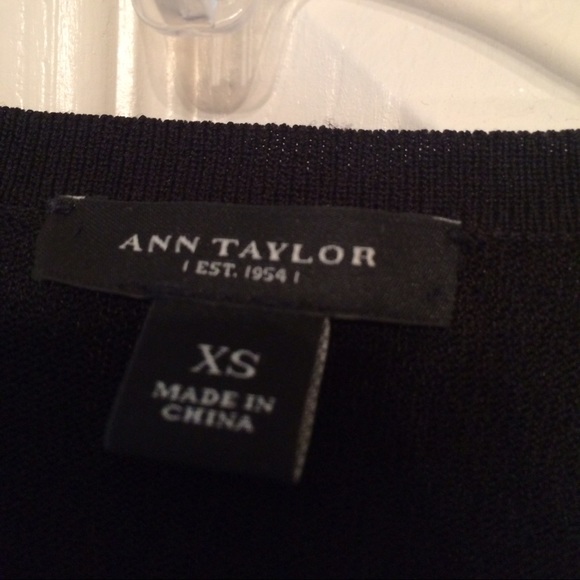 ANN TAYLOR
| EST. 1954 |
XS
MADE IN
CHINA